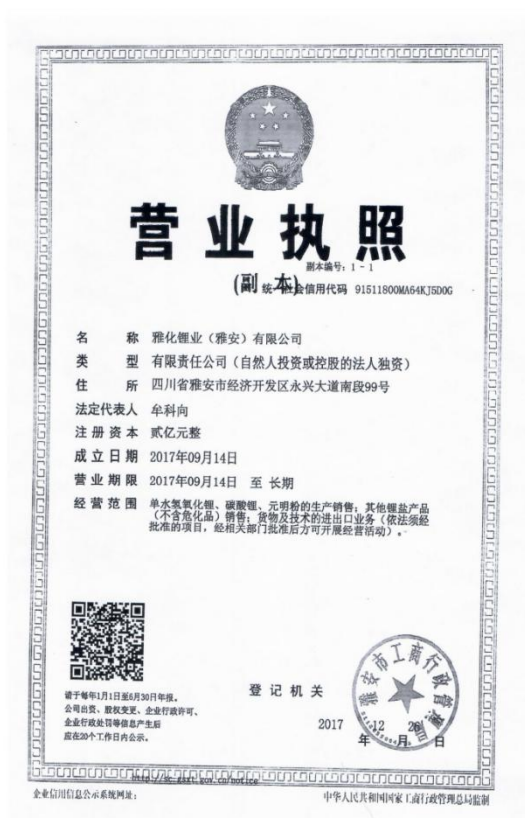 营业执照
副本编号：1-1
(副 本)
统一社会信用代码 91511800MA64KJ5D0G
名 称 雅化锂业（雅安）有限公司
类 型 有限责任公司（自然人投资或控股的法人独资）
住 所 四川省雅安市经济开发区永兴大道南段99号
法定代表人 牟科向
注册资本 贰亿元整
成立日期 2017年09月14日
营业期限 2017年09月14日 至 长期
经营范围 单水氢氧化锂、碳酸锂、元明粉的生产销售；其他锂盐产品
（不含危化品）销售；货物及技术的进出口业务（依法须经
批准的项目，经相关部门批准后方可开展经营活动）。
请于每年1月1日至6月30日年报。
公司出资、股权变更、企业行政许可、
企业行政处罚等信息产生后
应在20个工作日内公示。
登记机关
雅安市工商行政管理局
2017 12 26
年 月 日
http://sc.gsxt.gov.cn/notice
企业信用信息公示系统网址：
中华人民共和国国家工商行政管理总局监制